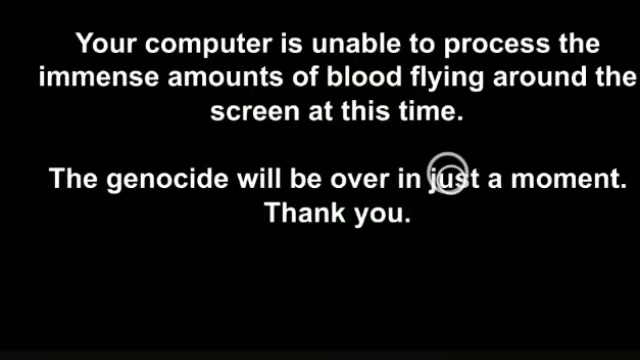 Your computer is unable to process the
immense amounts of blood flying around the
screen at this time.
The genocide will be over in just a moment.
Thank you.